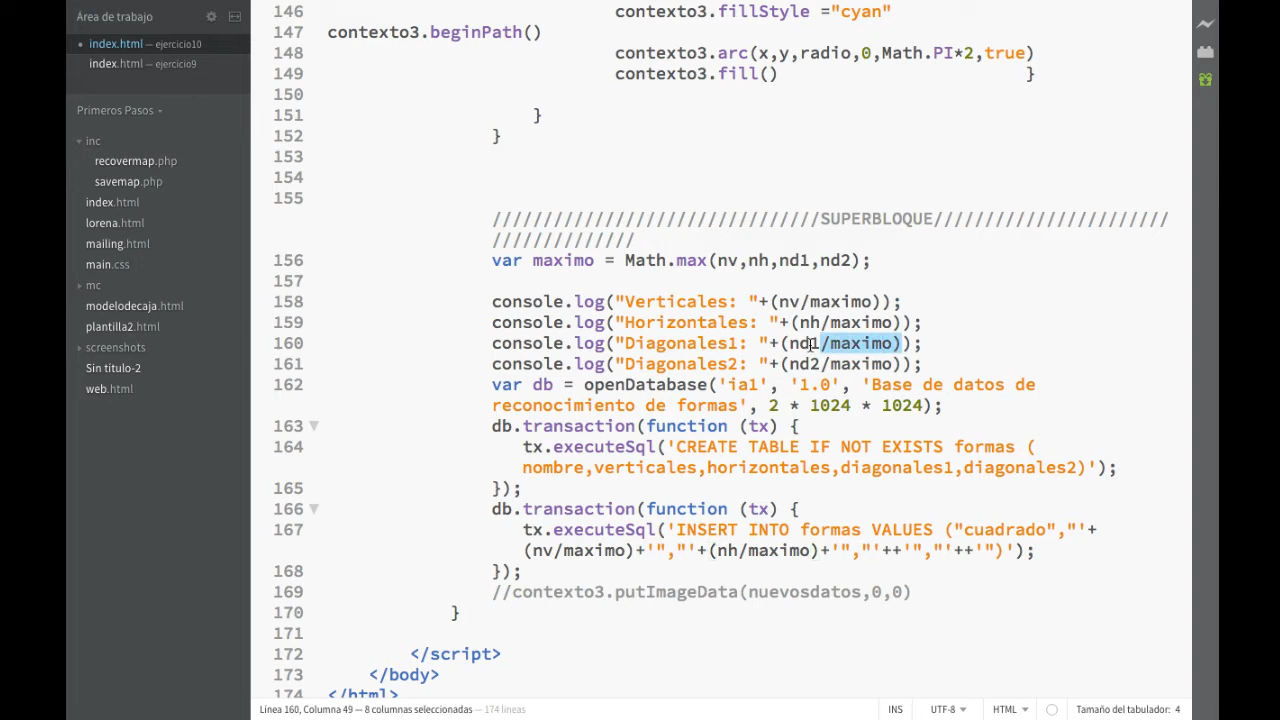 Área de trabajo
index.html — ejercicio10
index.html — ejercicio9
Primeros Pasos
inc
recovermap.php
savemap.php
index.html
lorena.html
mailing.html
main.css
mc
modelodecaja.html
plantilla2.html
screenshots
Sin título-2
web.html
146 contexto3.fillStyle ="cyan"
147 contexto3.beginPath()
148 contexto3.arc(x,y,radio,0,Math.PI*2,true)
149 contexto3.fill() }
150
151 }
152 }
153
154
155
////////////////////////////////SUPERBLOQUE///////////////////////
//////////////
156 var maximo = Math.max(nv,nh,nd1,nd2);
157
158 console.log("Verticales: "+(nv/maximo));
159 console.log("Horizontales: "+(nh/maximo));
160 console.log("Diagonales1: "+(nd1/maximo));
161 console.log("Diagonales2: "+(nd2/maximo));
162 var db = openDatabase('ia1', '1.0', 'Base de datos de
reconocimiento de formas', 2 * 1024 * 1024);
163 db.transaction(function (tx) {
164 tx.executeSql('CREATE TABLE IF NOT EXISTS formas (
nombre,verticales,horizontales,diagonales1,diagonales2)');
165 });
166 db.transaction(function (tx) {
167 tx.executeSql('INSERT INTO formas VALUES ("cuadrado","'+
(nv/maximo)+'","'+(nh/maximo)+'","'++'","'++'")');
168 });
169 //contexto3.putImageData(nuevosdatos,0,0)
170 }
171
172 </script>
173 </body>
174 </html>
Línea 160, Columna 49 — 8 columnas seleccionadas — 174 líneas
INS
UTF-8
HTML
Tamaño del tabulador: 4